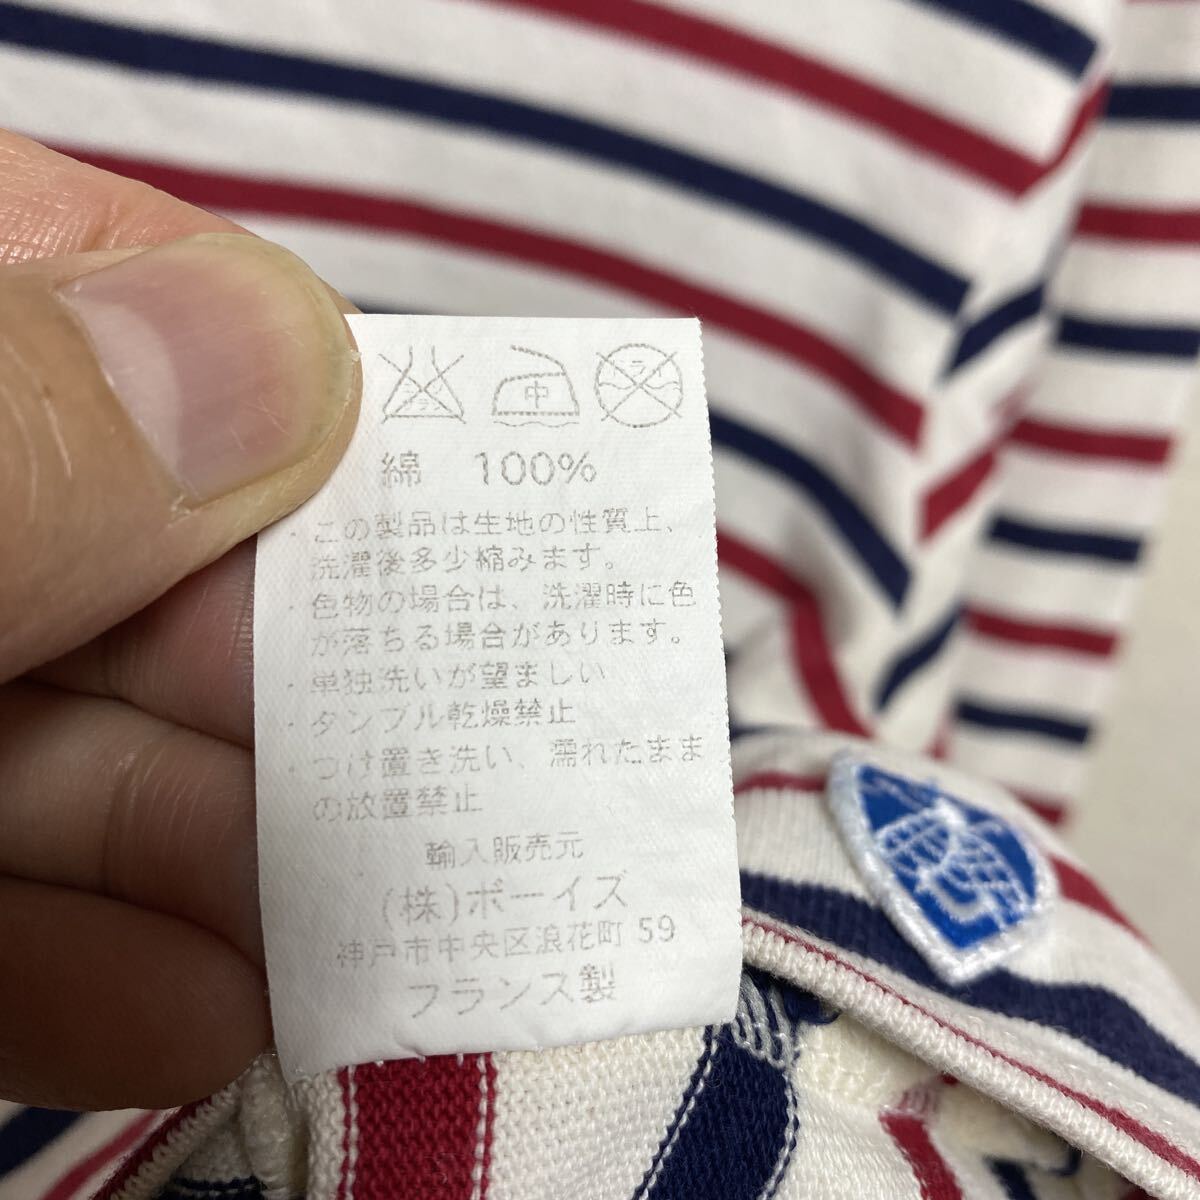 中
ドライ
綿 100%
・この製品は生地の性質上、
洗濯後多少縮みます。
・色物の場合は、洗濯時に色
が落ちる場合があります。
・単独洗いが望ましい
・タンブル乾燥禁止
・つけ置き洗い、濡れたまま
の放置禁止
輸入販売元
(株)ボーイズ
神戸市中央区浪花町 59
フランス製